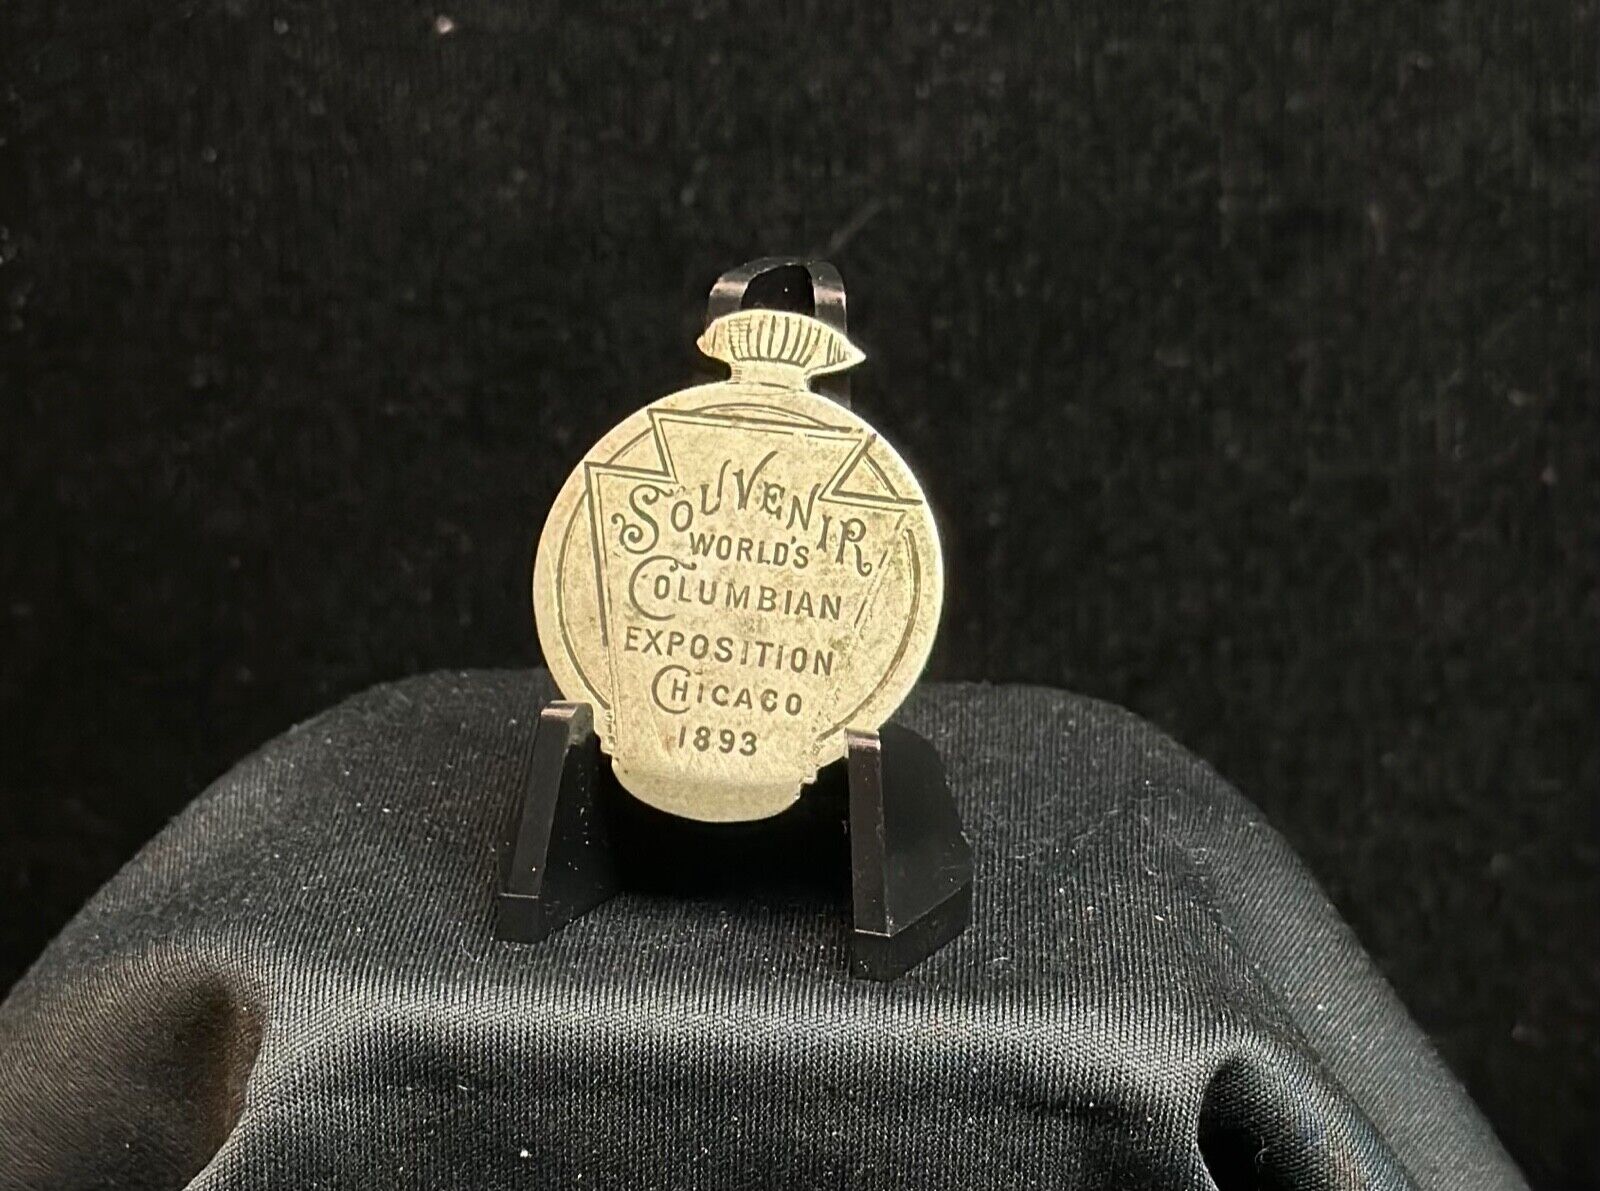 SOUVENIR
WORLD'S
COLUMBIAN
EXPOSITION
CHICAGO
1893